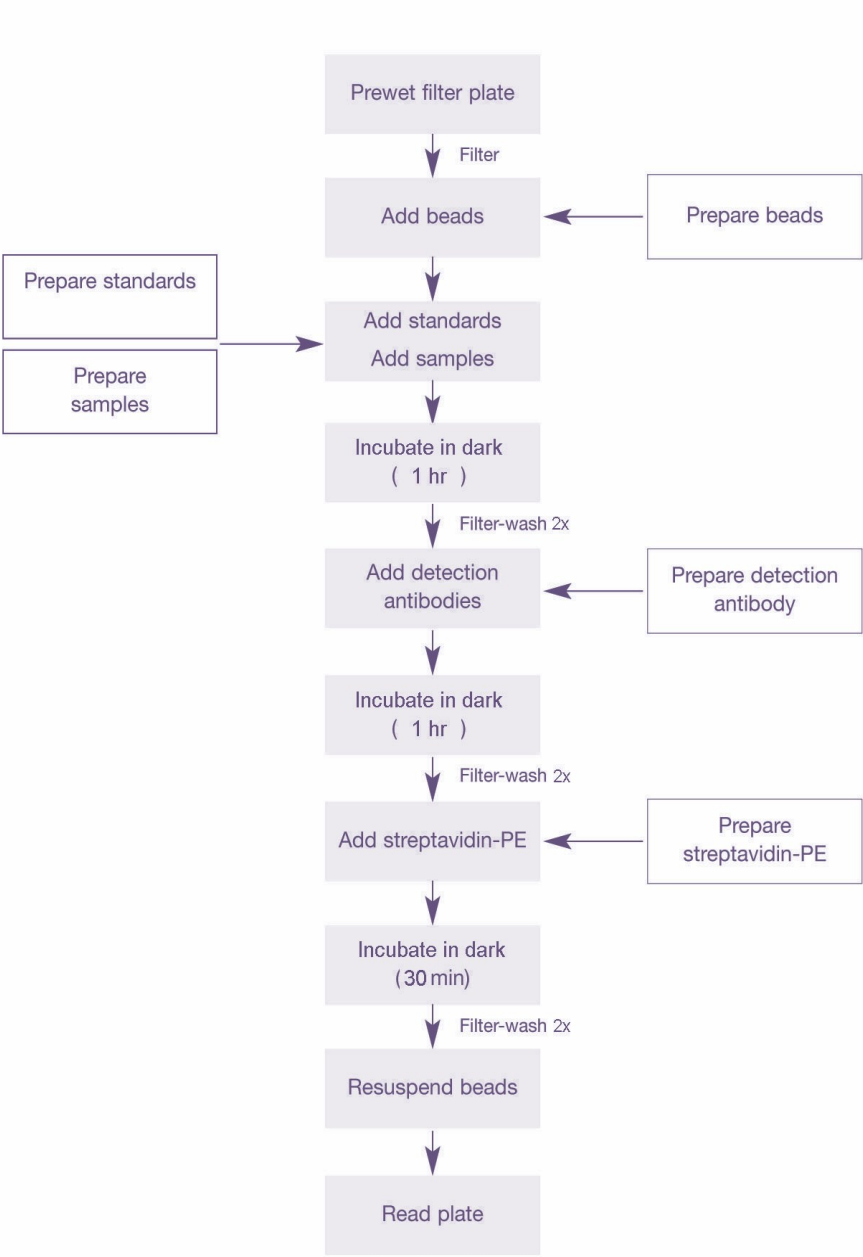 Prewet filter plate
Filter
Add beads
Prepare beads
Prepare standards
Prepare
samples
Add standards
Add samples
Incubate in dark
( 1 hr )
Filter-wash 2x
Add detection
antibodies
Prepare detection
antibody
Incubate in dark
( 1 hr )
Filter-wash 2x
Add streptavidin-PE
Prepare
streptavidin-PE
Incubate in dark
(30 min)
Filter-wash 2x
Resuspend beads
Read plate